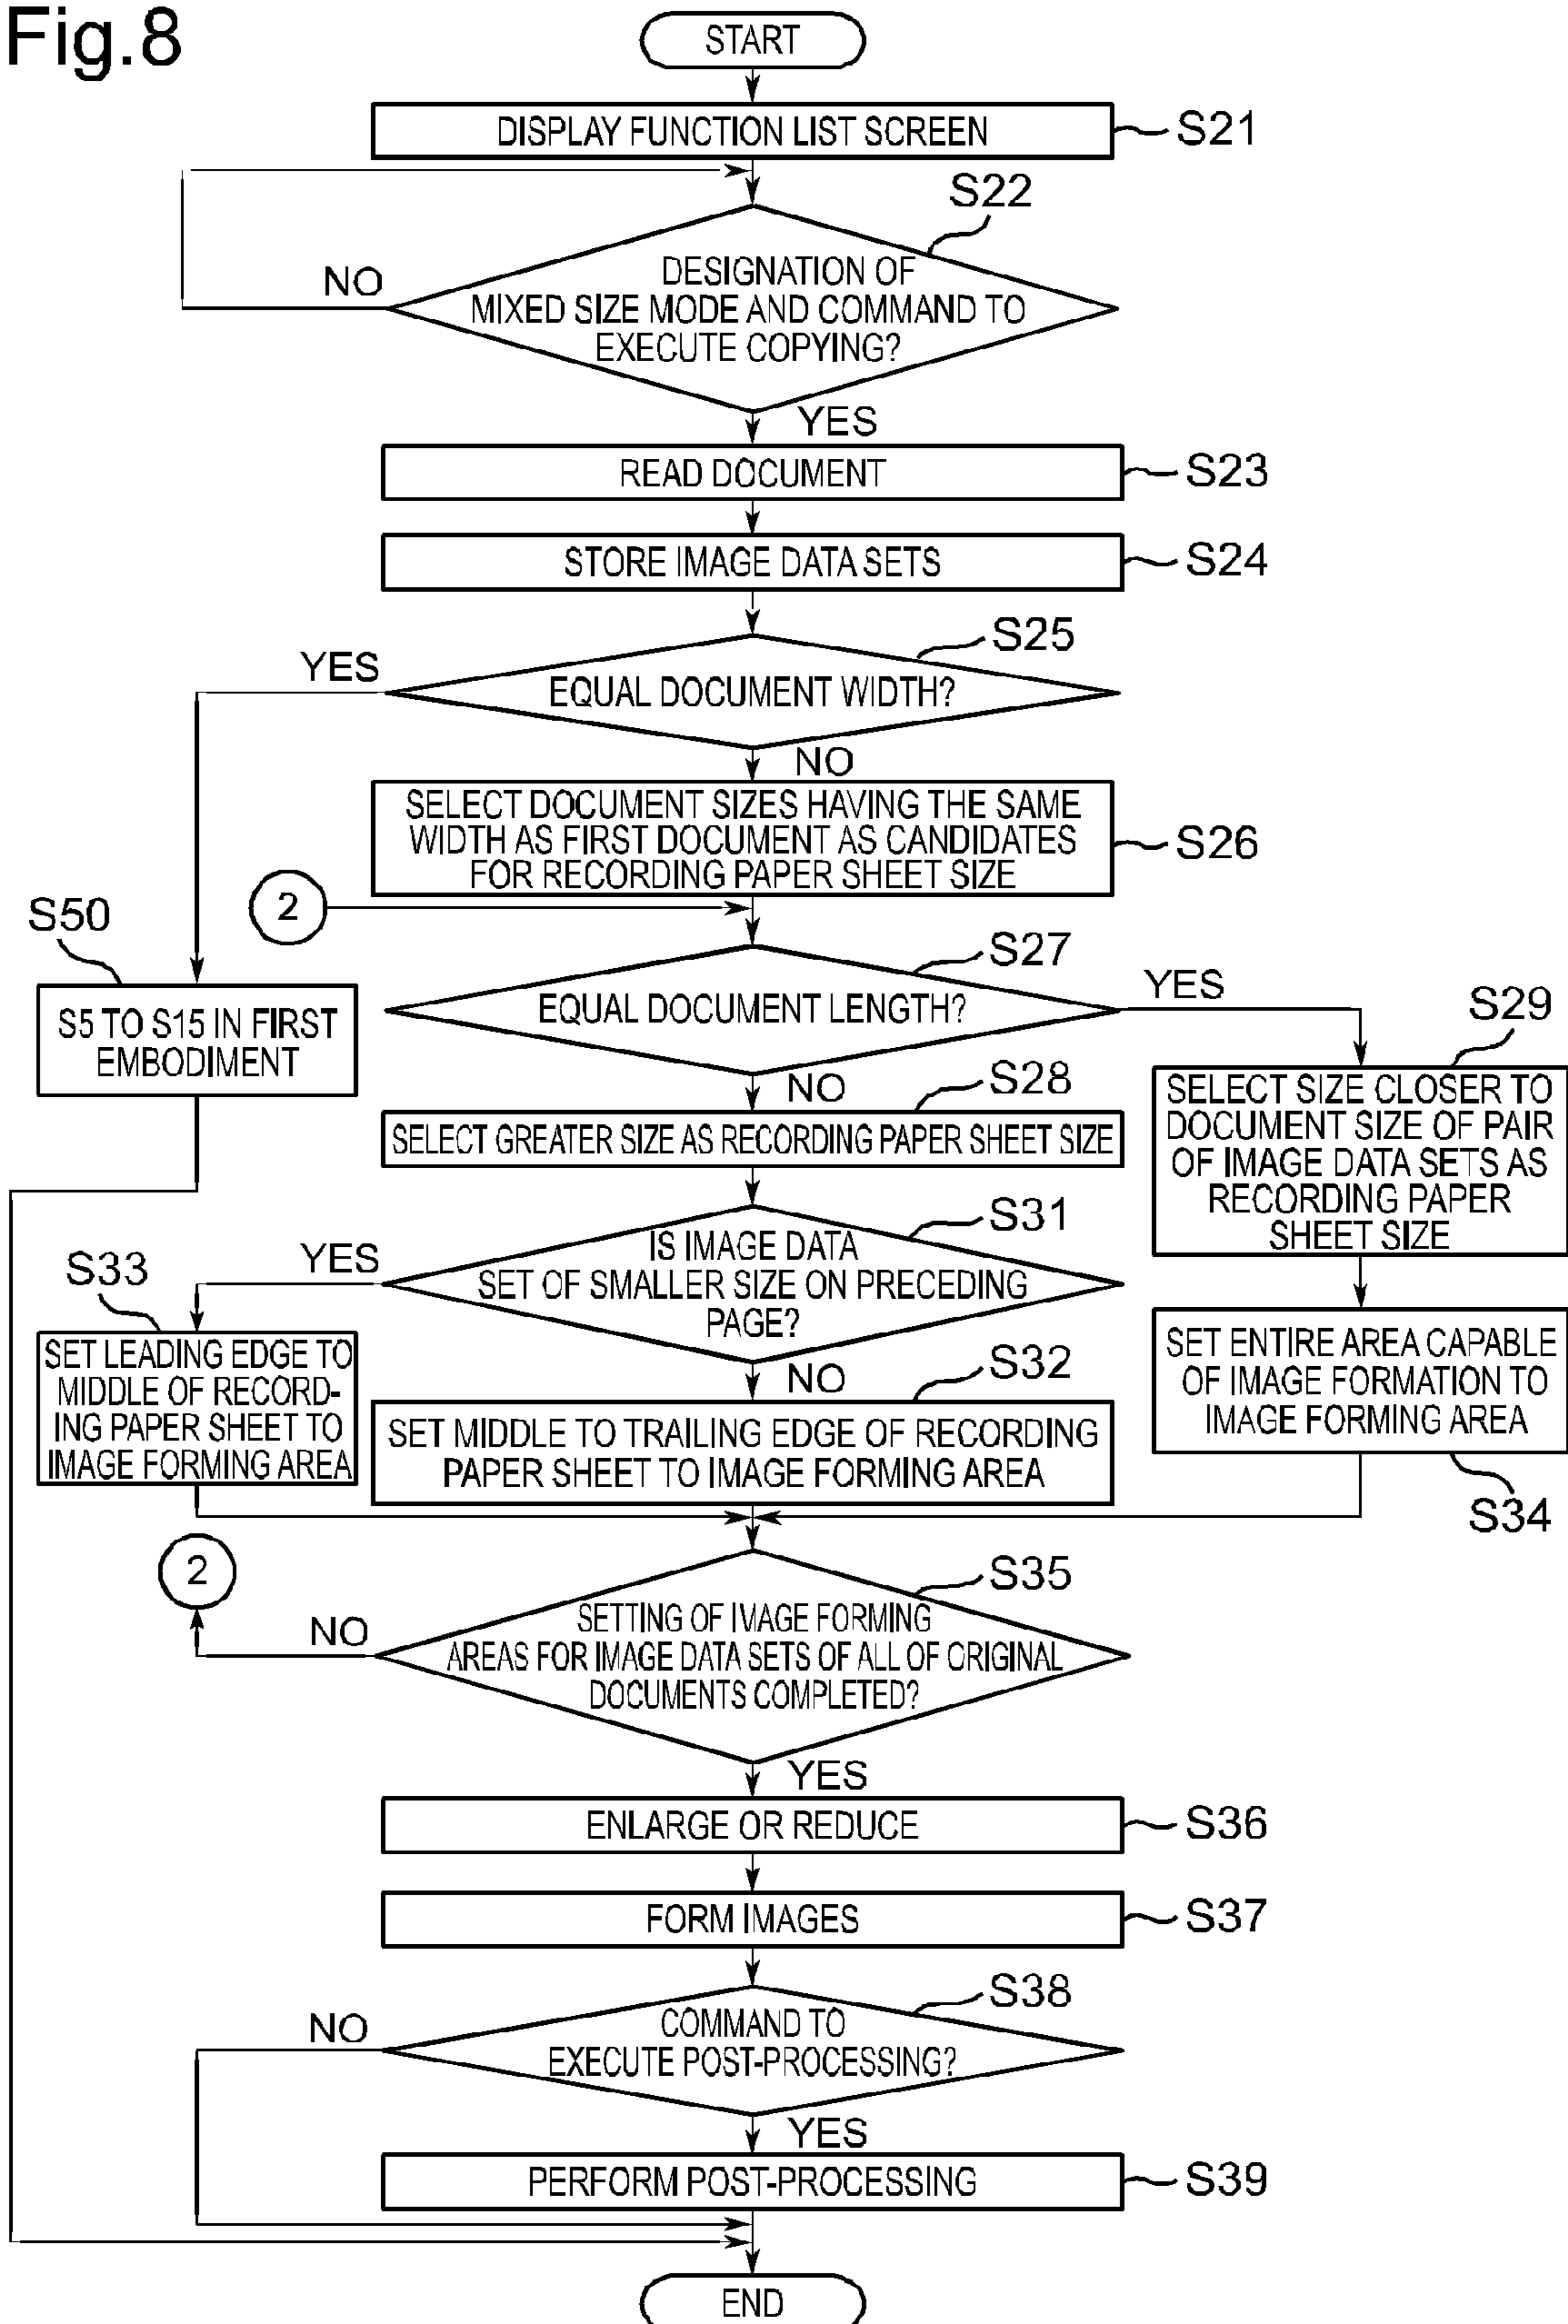 Fig.8
START
DISPLAY FUNCTION LIST SCREEN
S21
S22
NO
DESIGNATION OF
MIXED SIZE MODE AND COMMAND TO
EXECUTE COPYING?
YES
READ DOCUMENT
S23
STORE IMAGE DATA SETS
S24
S25
YES
EQUAL DOCUMENT WIDTH?
NO
SELECT DOCUMENT SIZES HAVING THE SAME
WIDTH AS FIRST DOCUMENT AS CANDIDATES
FOR RECORDING PAPER SHEET SIZE
S26
2
S50
S5 TO S15 IN FIRST
EMBODIMENT
S27
EQUAL DOCUMENT LENGTH?
YES
S29
SELECT SIZE CLOSER TO
DOCUMENT SIZE OF PAIR
OF IMAGE DATA SETS AS
RECORDING PAPER
SHEET SIZE
NO
S28
SELECT GREATER SIZE AS RECORDING PAPER SHEET SIZE
S31
YES
IS IMAGE DATA
SET OF SMALLER SIZE ON PRECEDING
PAGE?
S33
SET LEADING EDGE TO
MIDDLE OF RECORD-
ING PAPER SHEET TO
IMAGE FORMING AREA
NO
S32
SET MIDDLE TO TRAILING EDGE OF RECORDING
PAPER SHEET TO IMAGE FORMING AREA
SET ENTIRE AREA CAPABLE
OF IMAGE FORMATION TO
IMAGE FORMING AREA
S34
2
S35
NO
SETTING OF IMAGE FORMING
AREAS FOR IMAGE DATA SETS OF ALL OF ORIGINAL
DOCUMENTS COMPLETED?
YES
ENLARGE OR REDUCE
S36
FORM IMAGES
S37
S38
NO
COMMAND TO
EXECUTE POST-PROCESSING?
YES
PERFORM POST-PROCESSING
S39
END